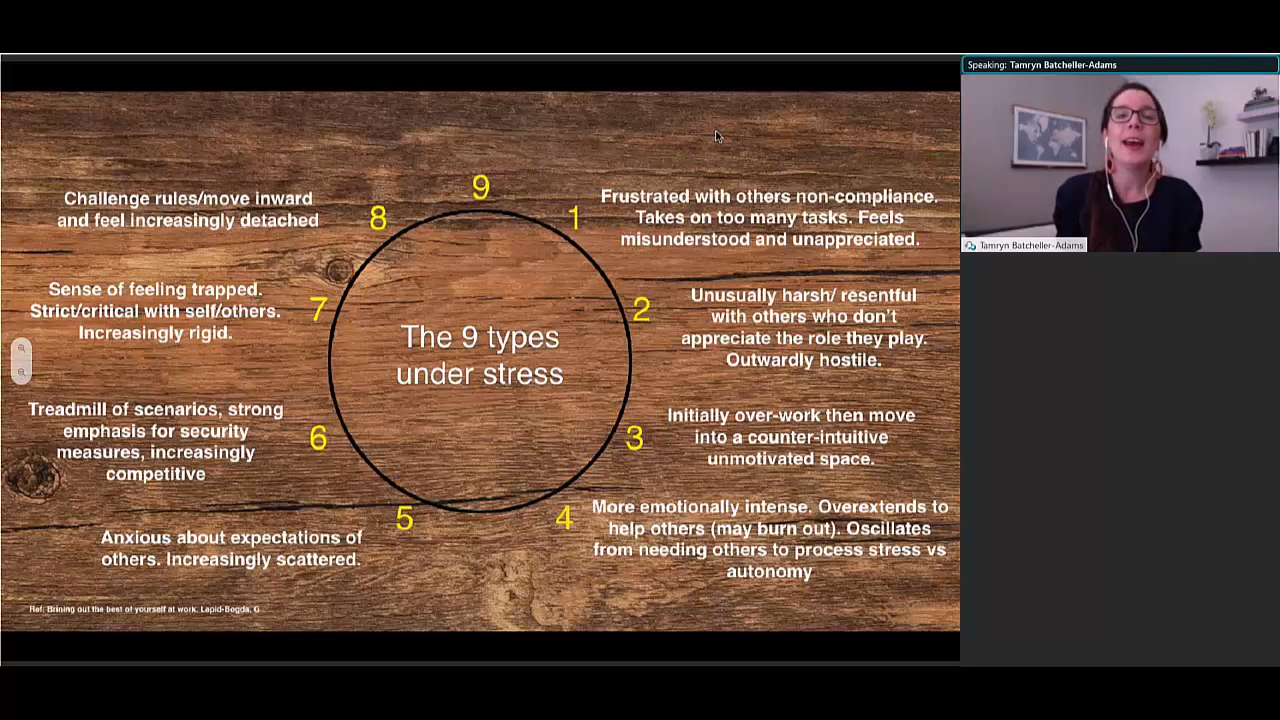 Speaking: Tamryn Batcheller-Adams
Tamryn Batcheller-Adams
9
Challenge rules/move inward
and feel increasingly detached
8
1
Frustrated with others non-compliance.
Takes on too many tasks. Feels
misunderstood and unappreciated.
Sense of feeling trapped.
Strict/critical with self/others.
Increasingly rigid.
7
2
Unusually harsh/ resentful
with others who don't
appreciate the role they play.
Outwardly hostile.
The 9 types
under stress
Treadmill of scenarios, strong
emphasis for security
measures, increasingly
competitive
6
3
Initially over-work then move
into a counter-intuitive
unmotivated space.
5
4
Anxious about expectations of
others. Increasingly scattered.
More emotionally intense. Overextends to
help others (may burn out). Oscillates
from needing others to process stress vs
autonomy
Ref: Brining out the best of yourself at work. Lapid-Bogda, G